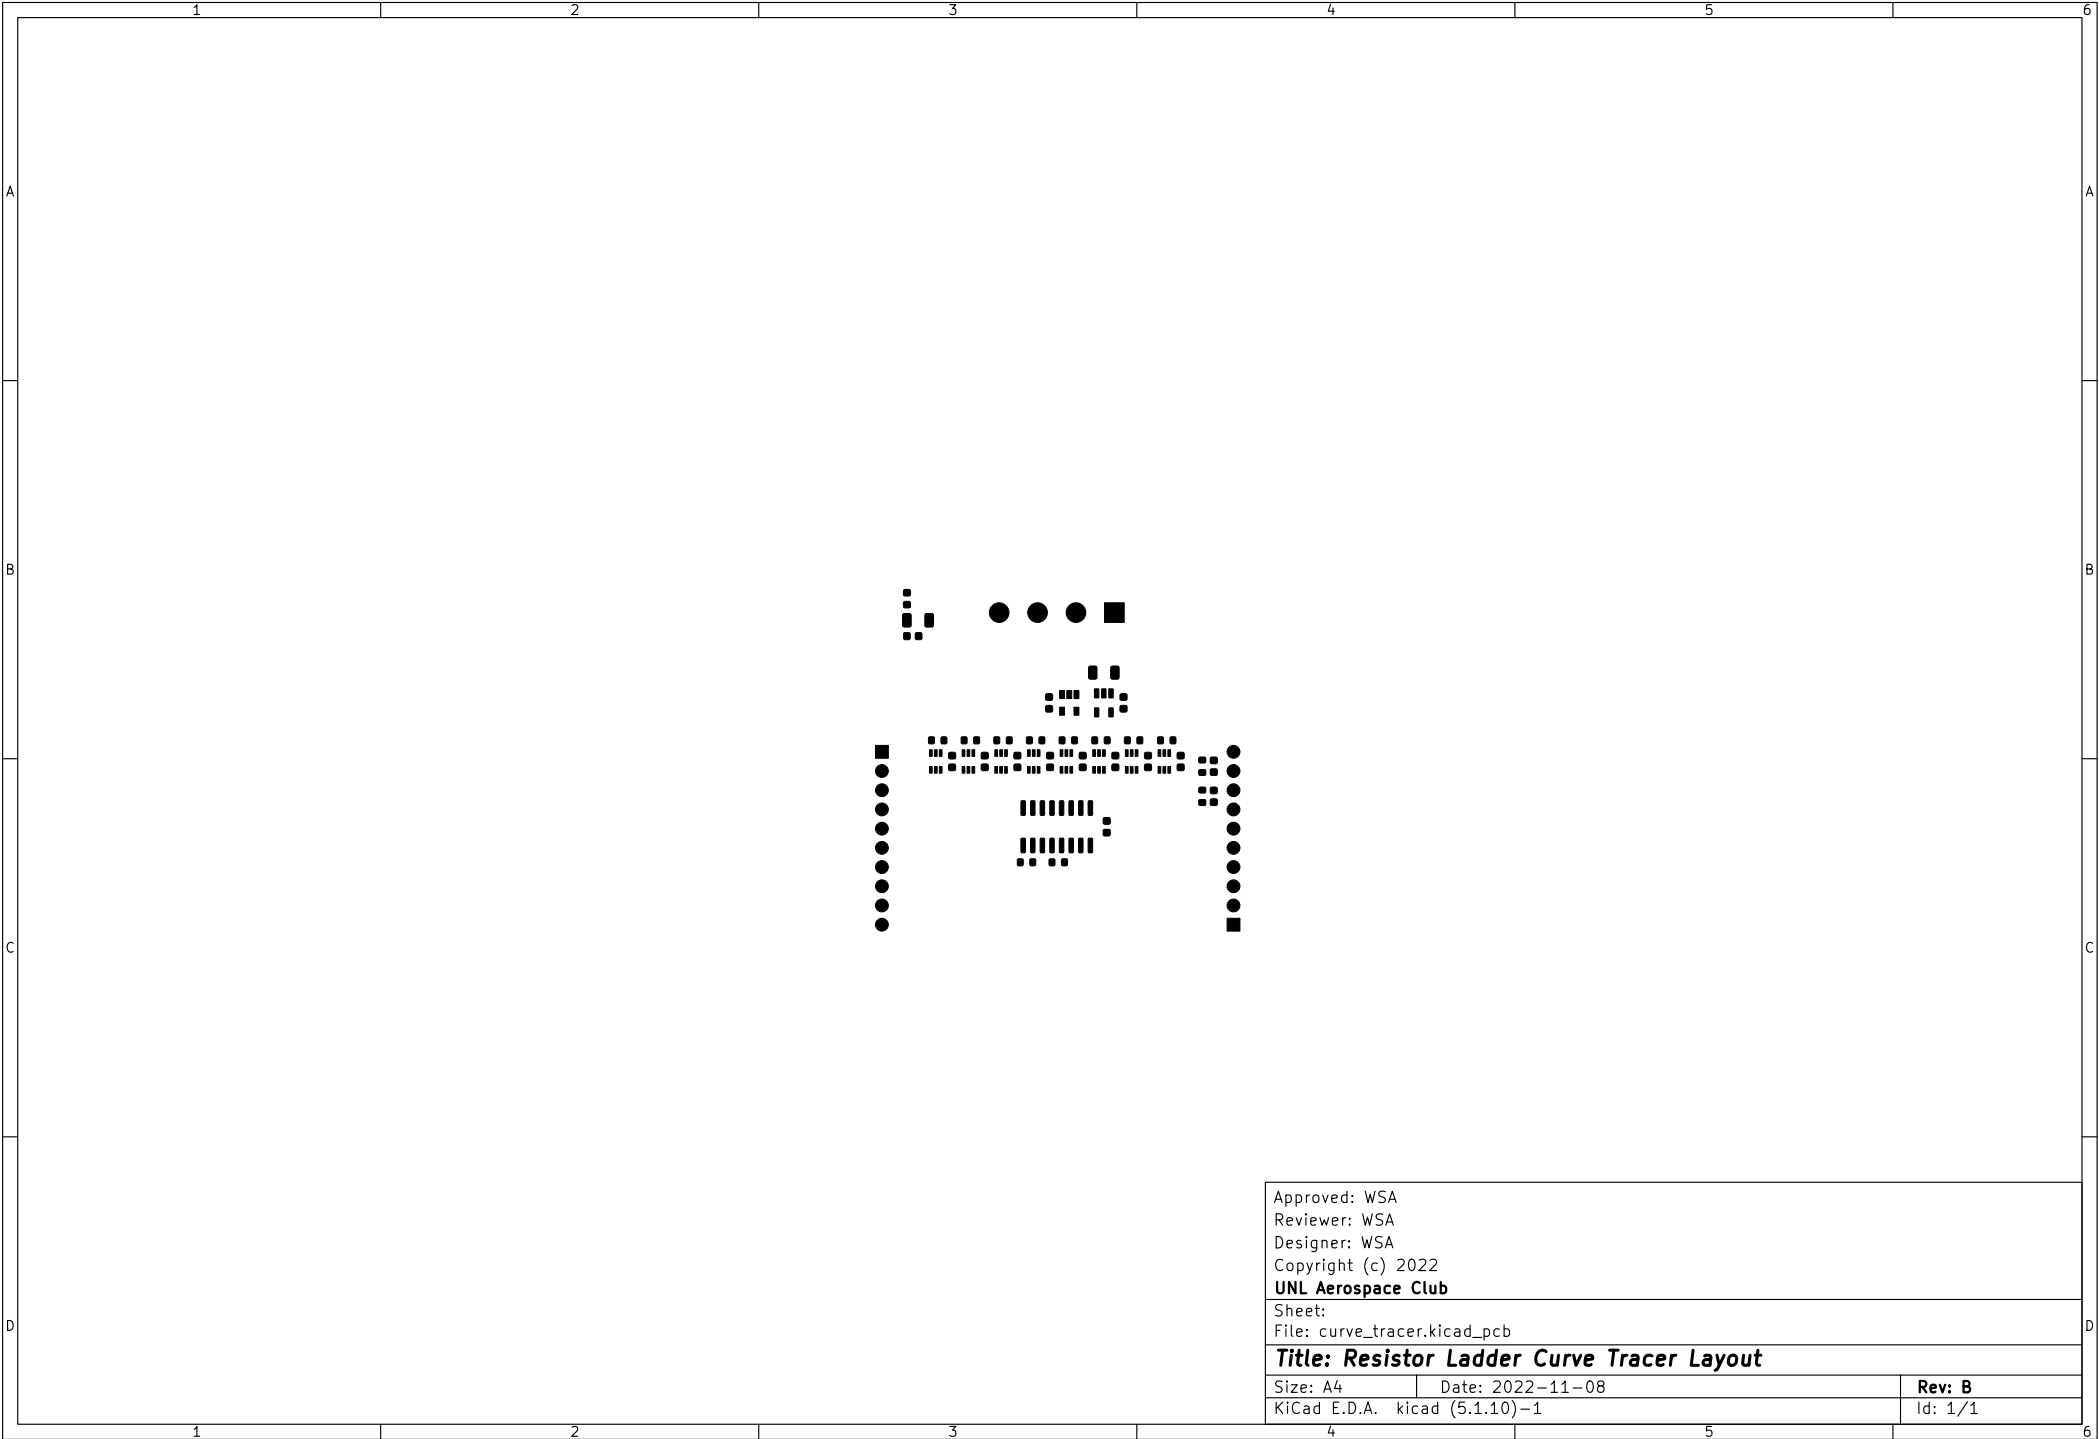 1 2 3 4 5 6
A A
B B
C C
D D
Approved: WSA
Reviewer: WSA
Designer: WSA
Copyright (c) 2022
UNL Aerospace Club
Sheet:
File: curve_tracer.kicad_pcb
Title: Resistor Ladder Curve Tracer Layout
Size: A4 Date: 2022-11-08 Rev: B
KiCad E.D.A. kicad (5.1.10)-1 Id: 1/1
1 2 3 4 5 6